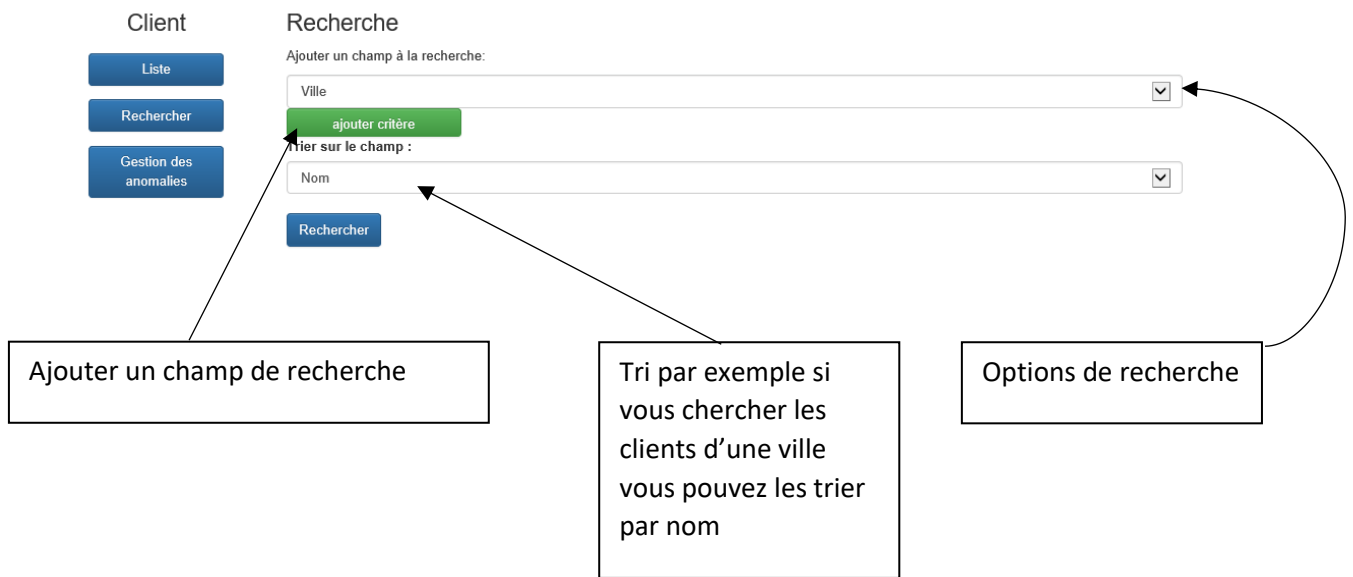 Client
Recherche
Ajouter un champ à la recherche:
Liste
Ville
Rechercher
ajouter critère
Trier sur le champ :
Gestion des
anomalies
Nom
Rechercher
Ajouter un champ de recherche
Tri par exemple si
vous chercher les
clients d’une ville
vous pouvez les trier
par nom
Options de recherche